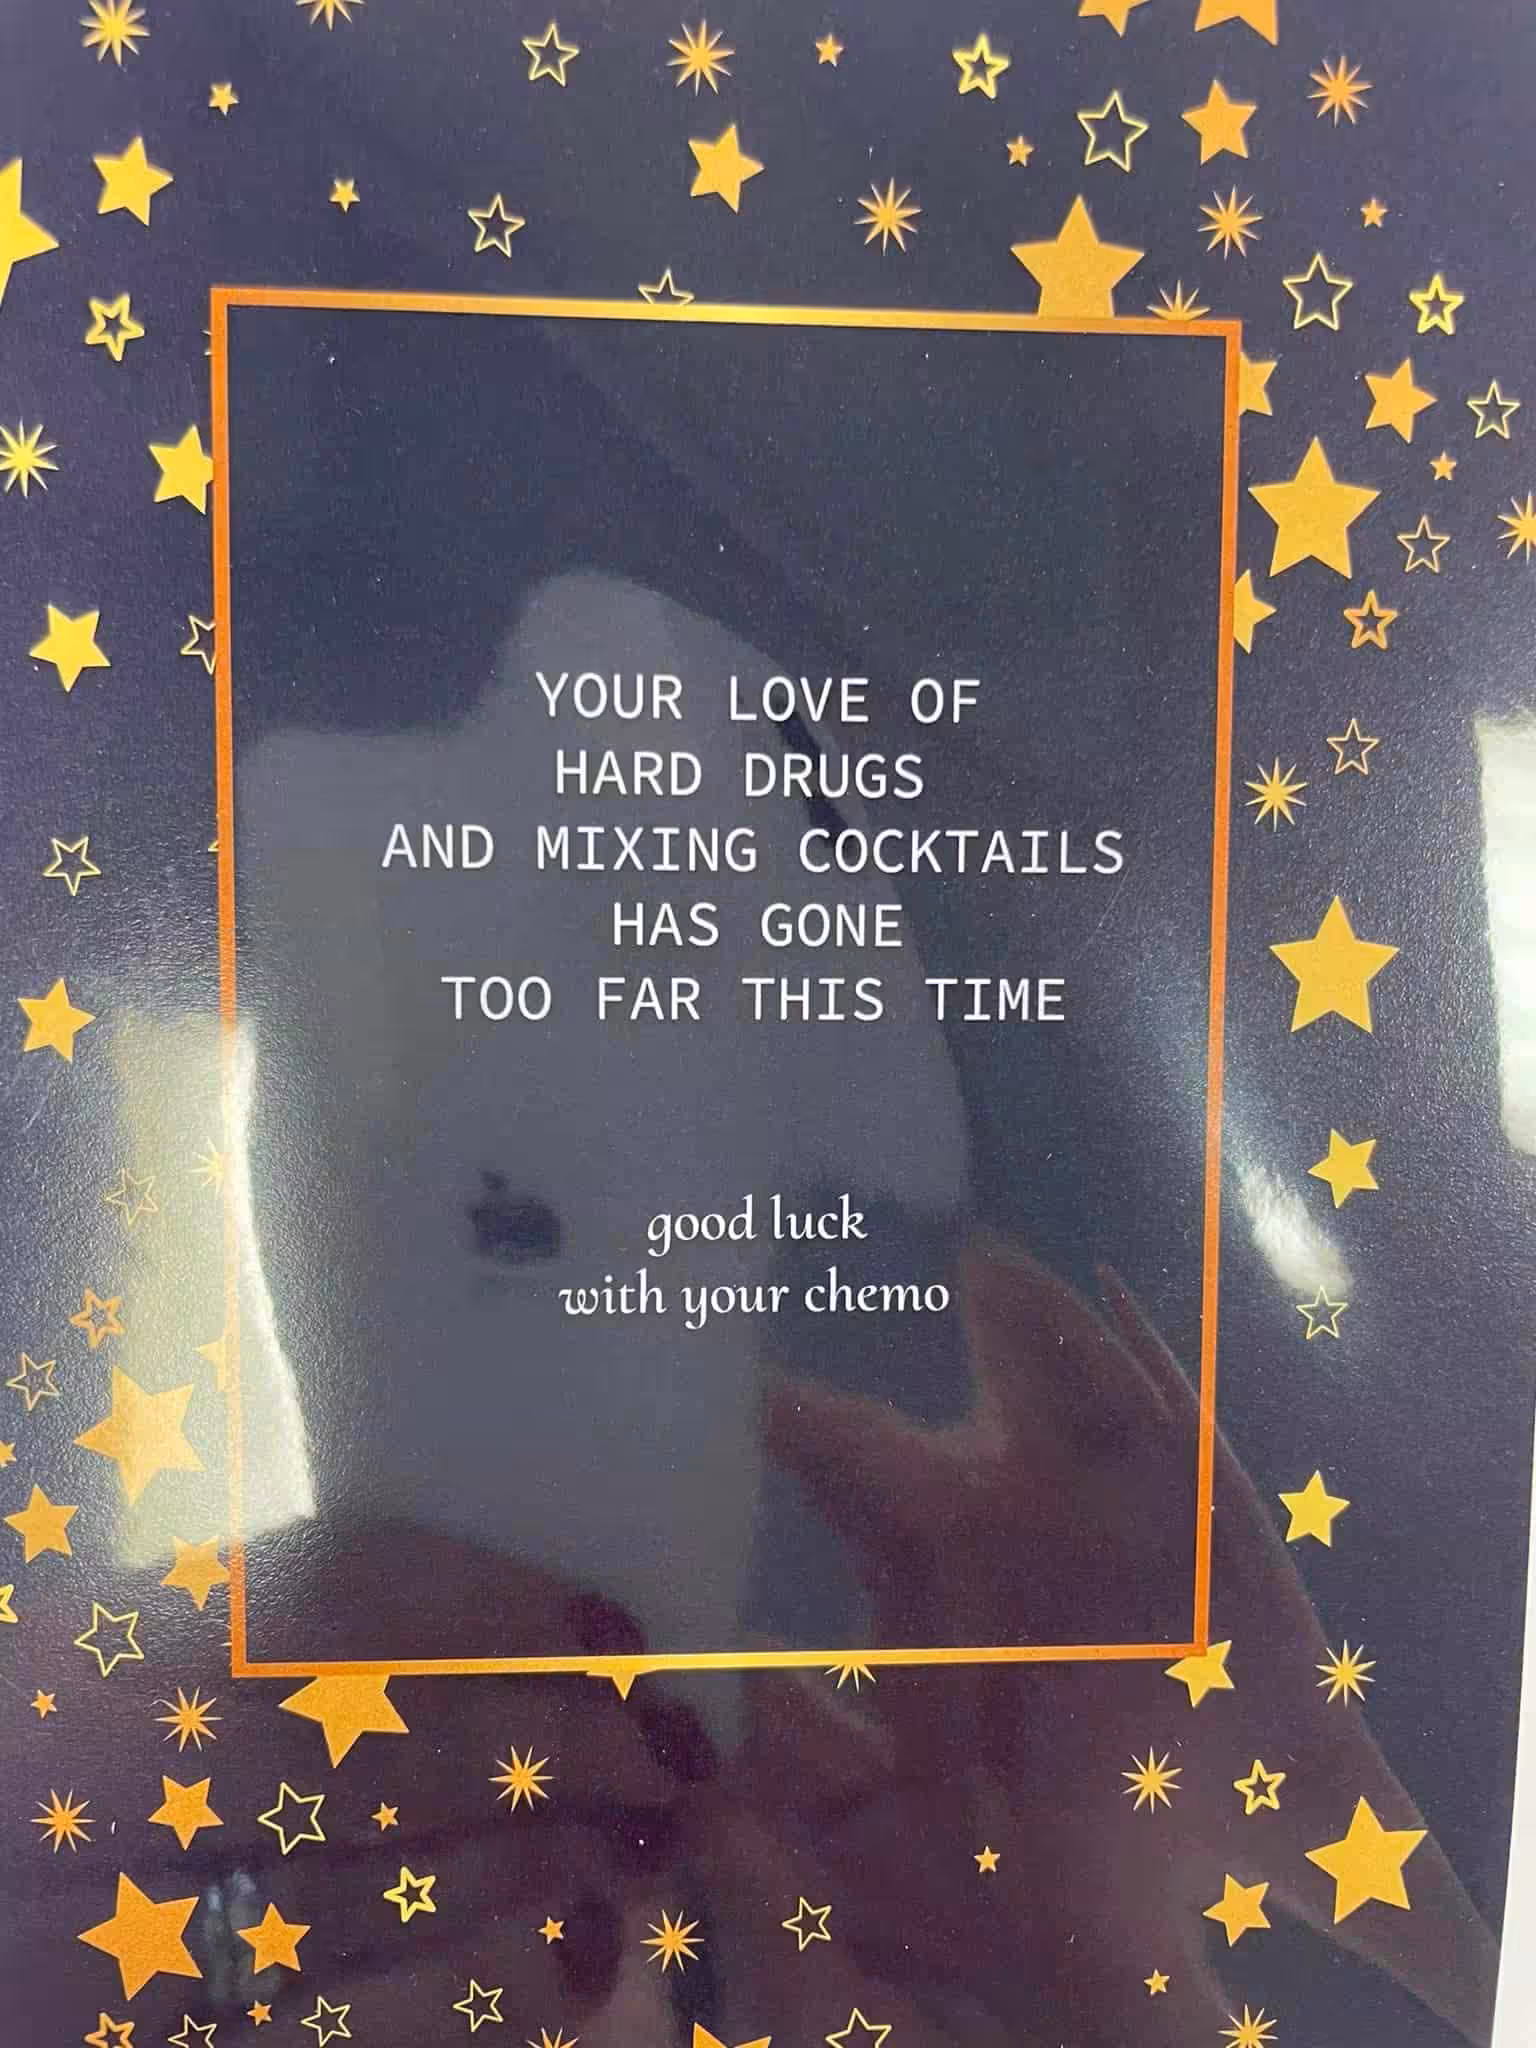 YOUR LOVE OF
HARD DRUGS
AND MIXING COCKTAILS
HAS GONE
TOO FAR THIS TIME
good luck
with your chemo